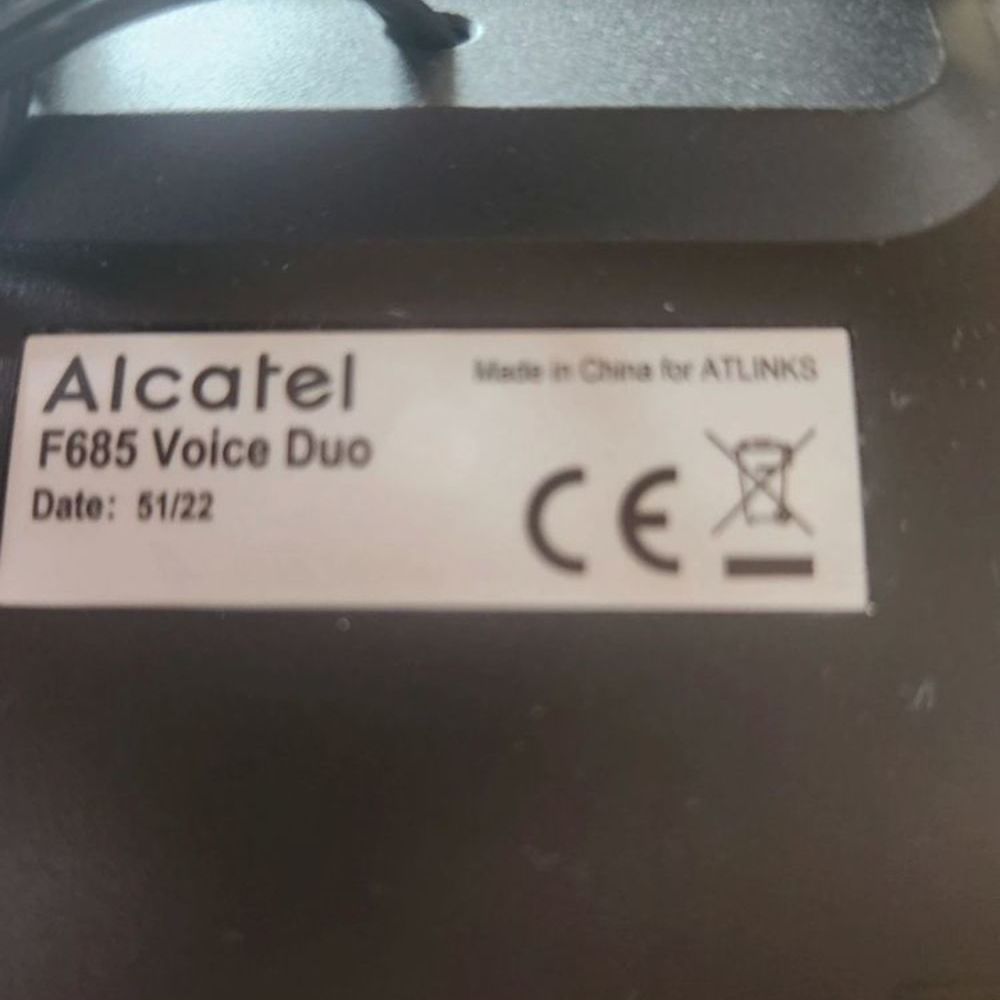 Alcatel
F685 Voice Duo
Date: 51/22
Made in China for ATLINKS
CE